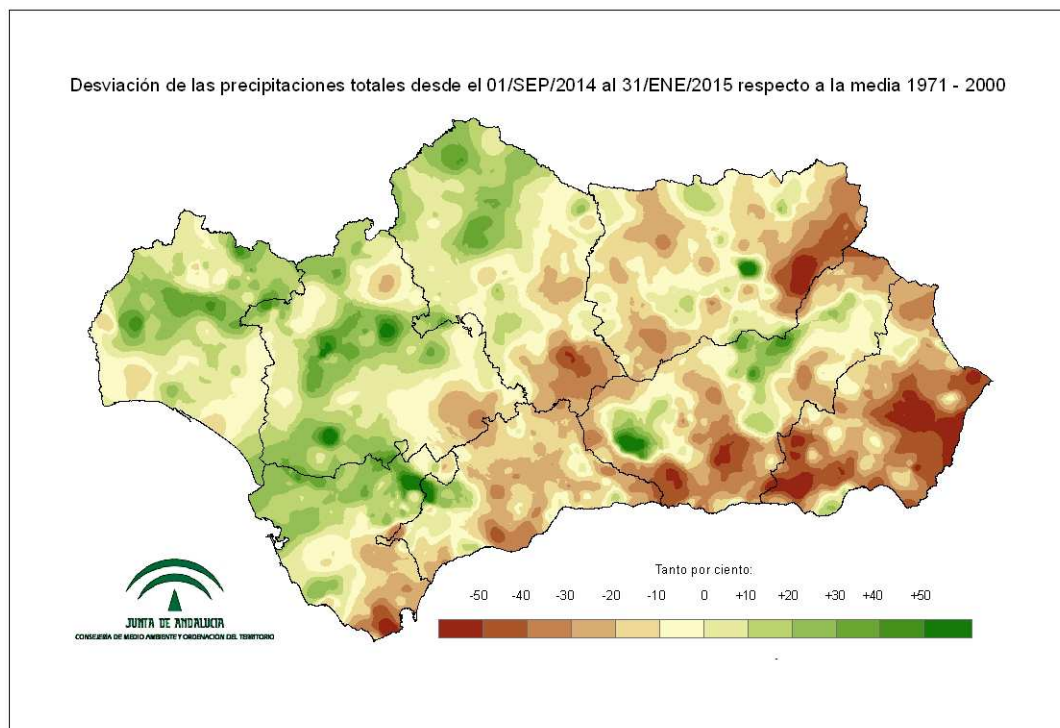 Desviación de las precipitaciones totales desde el 01/SEP/2014 al 31/ENE/2015 respecto a la media 1971 - 2000
Tanto por ciento:
-50 -40 -30 -20 -10 0 +10 +20 +30 +40 +50
JUNTA DE ANDALUCIA
CONSEJERÍA DE MEDIO AMBIENTE Y ORDENACIÓN DEL TERRITORIO